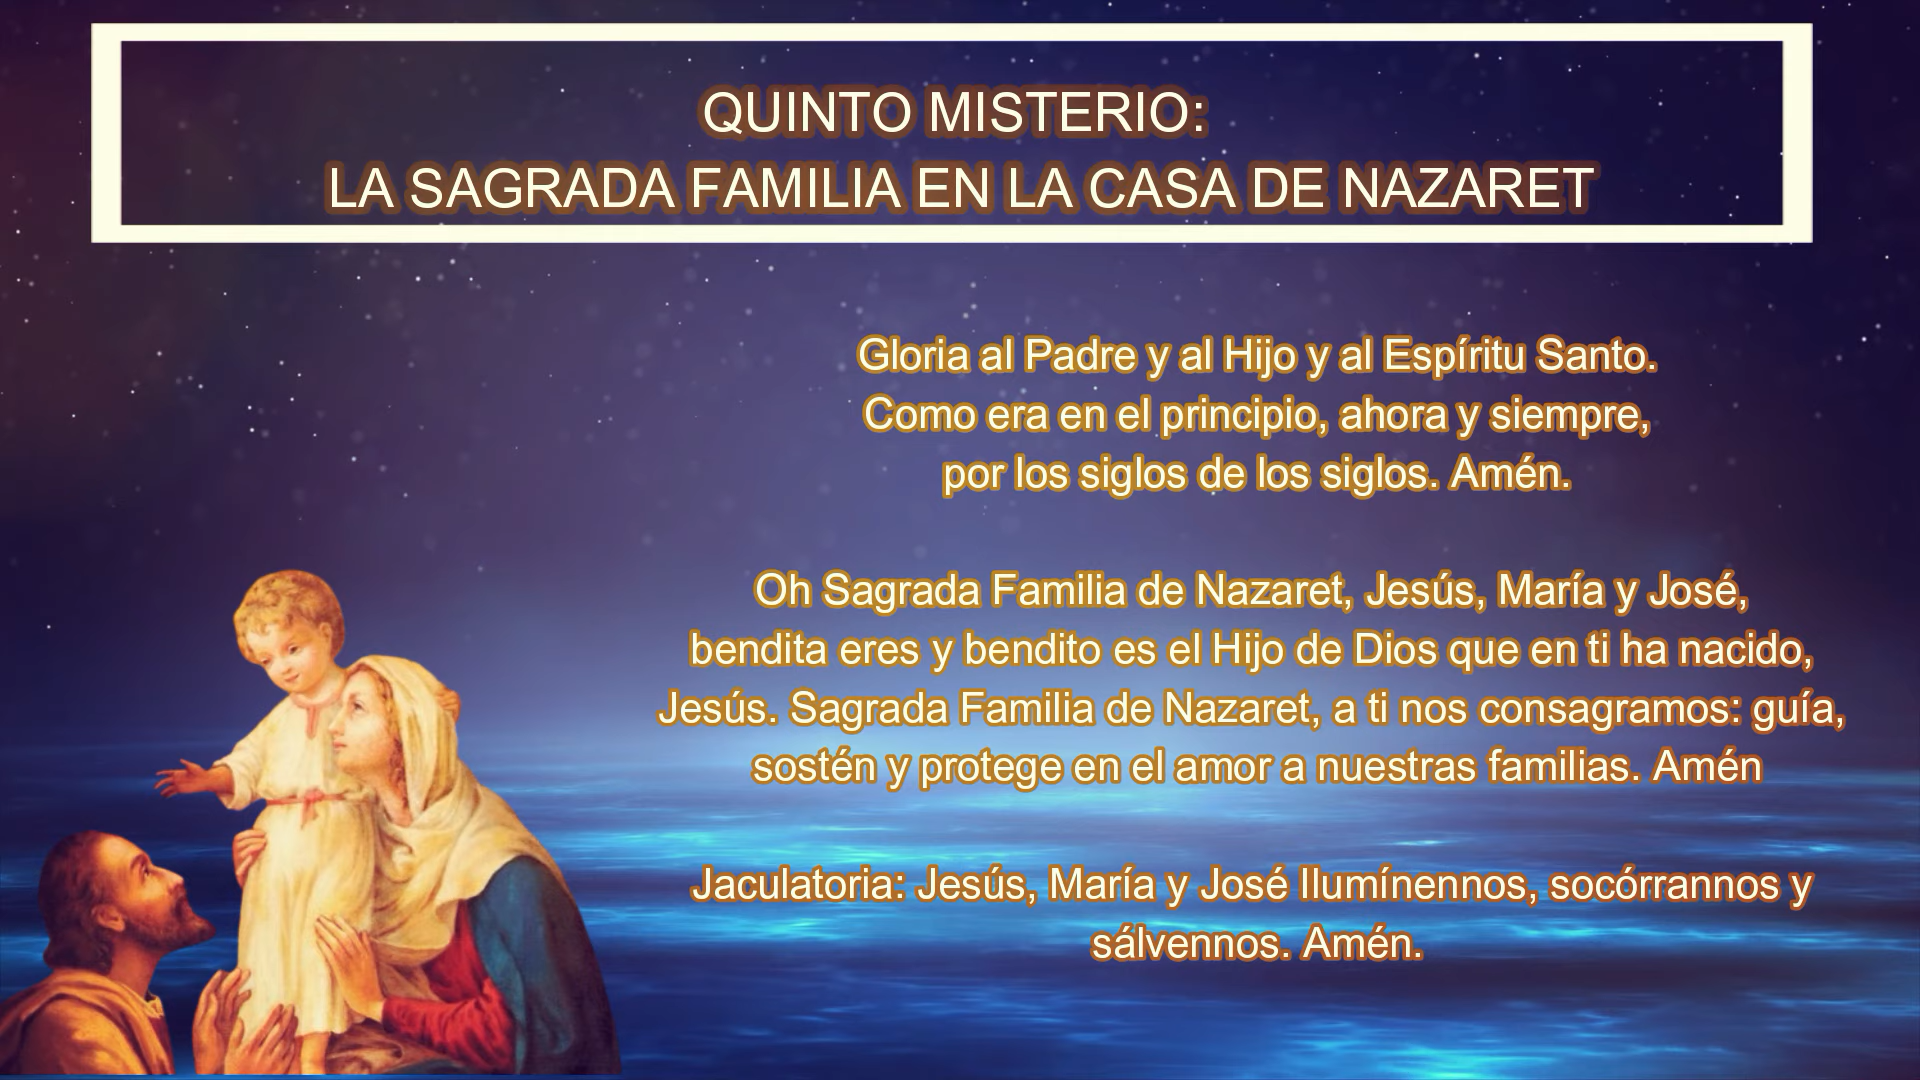 QUINTO MISTERIO:
LA SAGRADA FAMILIA EN LA CASA DE NAZARET
Gloria al Padre y al Hijo y al Espíritu Santo.
Como era en el principio, ahora y siempre,
por los siglos de los siglos. Amén.
Oh Sagrada Familia de Nazaret, Jesús, María y José,
bendita eres y bendito es el Hijo de Dios que en ti ha nacido,
Jesús. Sagrada Familia de Nazaret, a ti nos consagramos: guía,
sostén y protege en el amor a nuestras familias. Amén
Jaculatoria: Jesús, María y José Ilumínennos, socórrannos y
sálvennos. Amén.